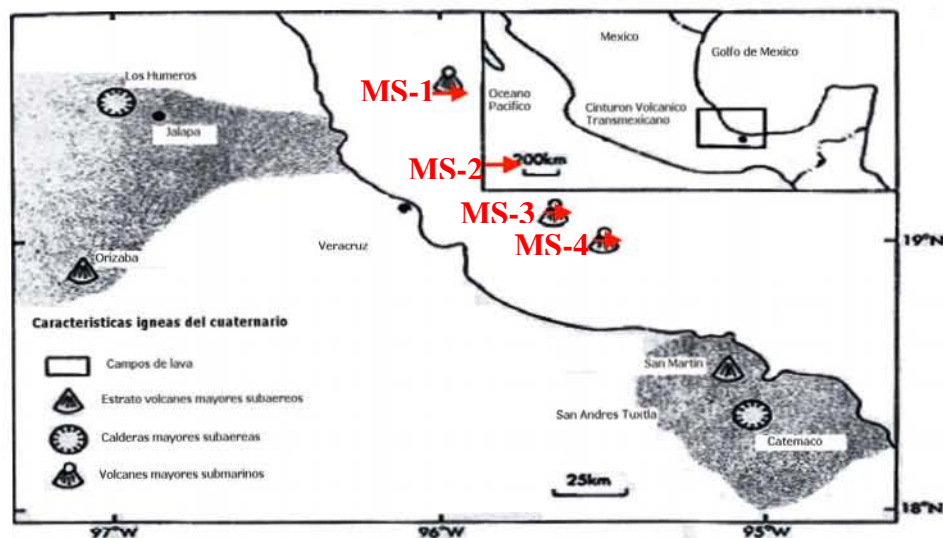 Mexico
Golfo de Mexico
Oceano
Pacifico
Cinturon Volcanico
Transmexicano
200km
Los Humeros
Jalapa
MS-1
MS-2
MS-3
MS-4
19°N
Veracruz
Orizaba
Caracteristicas igneas del cuaternario
Campos de lava
Estrato volcanes mayores subaereos
Calderas mayores subaereas
Volcanes mayores submarinos
San Martin
San Andres Tuxtla
Catemaco
25km
18°N
97°W
96°W
95°W